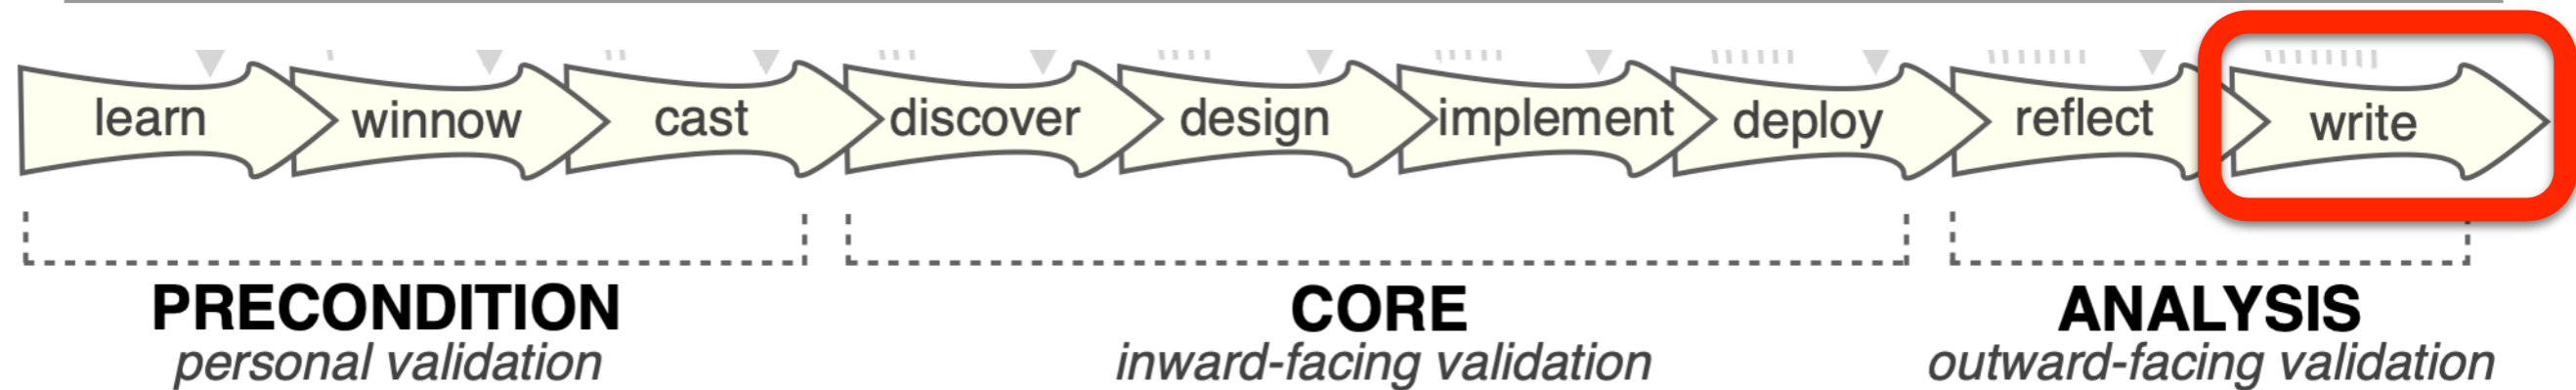 learn winnow cast discover design implement deploy reflect write
PRECONDITION CORE ANALYSIS
personal validation inward-facing validation outward-facing validation